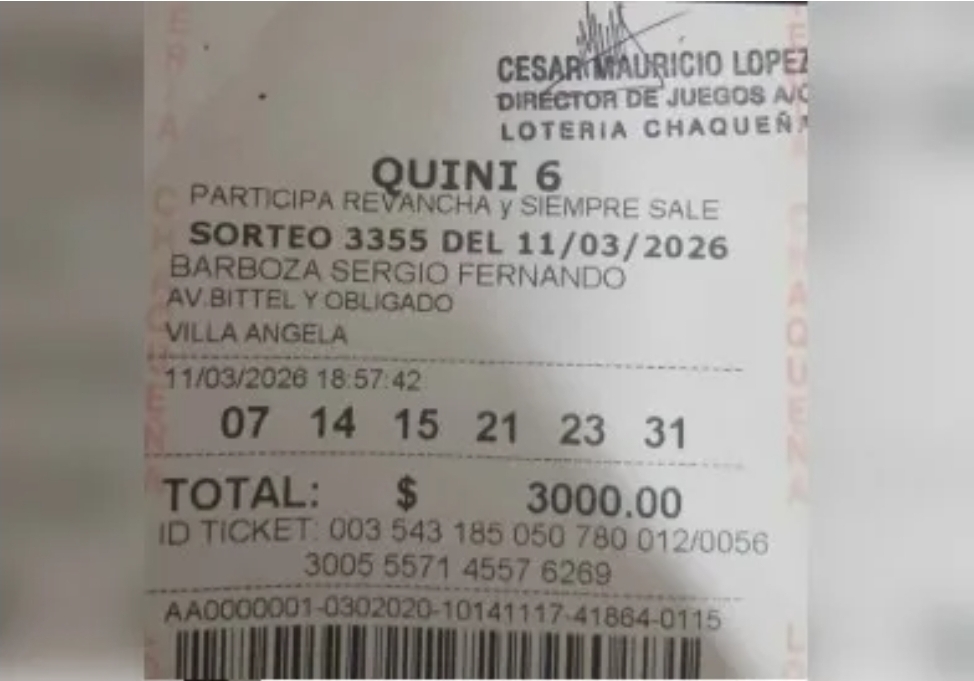 CESAR MAURICIO LOPEZ
DIRECTOR DE JUEGOS A/C
LOTERIA CHAQUEÑA
QUINI 6
PARTICIPA REVANCHA y SIEMPRE SALE
SORTEO 3355 DEL 11/03/2026
BARBOZA SERGIO FERNANDO
AV.BITTEL Y OBLIGADO
VILLA ANGELA
11/03/2026 18:57:42
07 14 15 21 23 31
TOTAL: $ 3000.00
ID TICKET: 003 543 185 050 780 012/0056
3005 5571 4557 6269
AA0000001-0302020-10141117-41864-0115